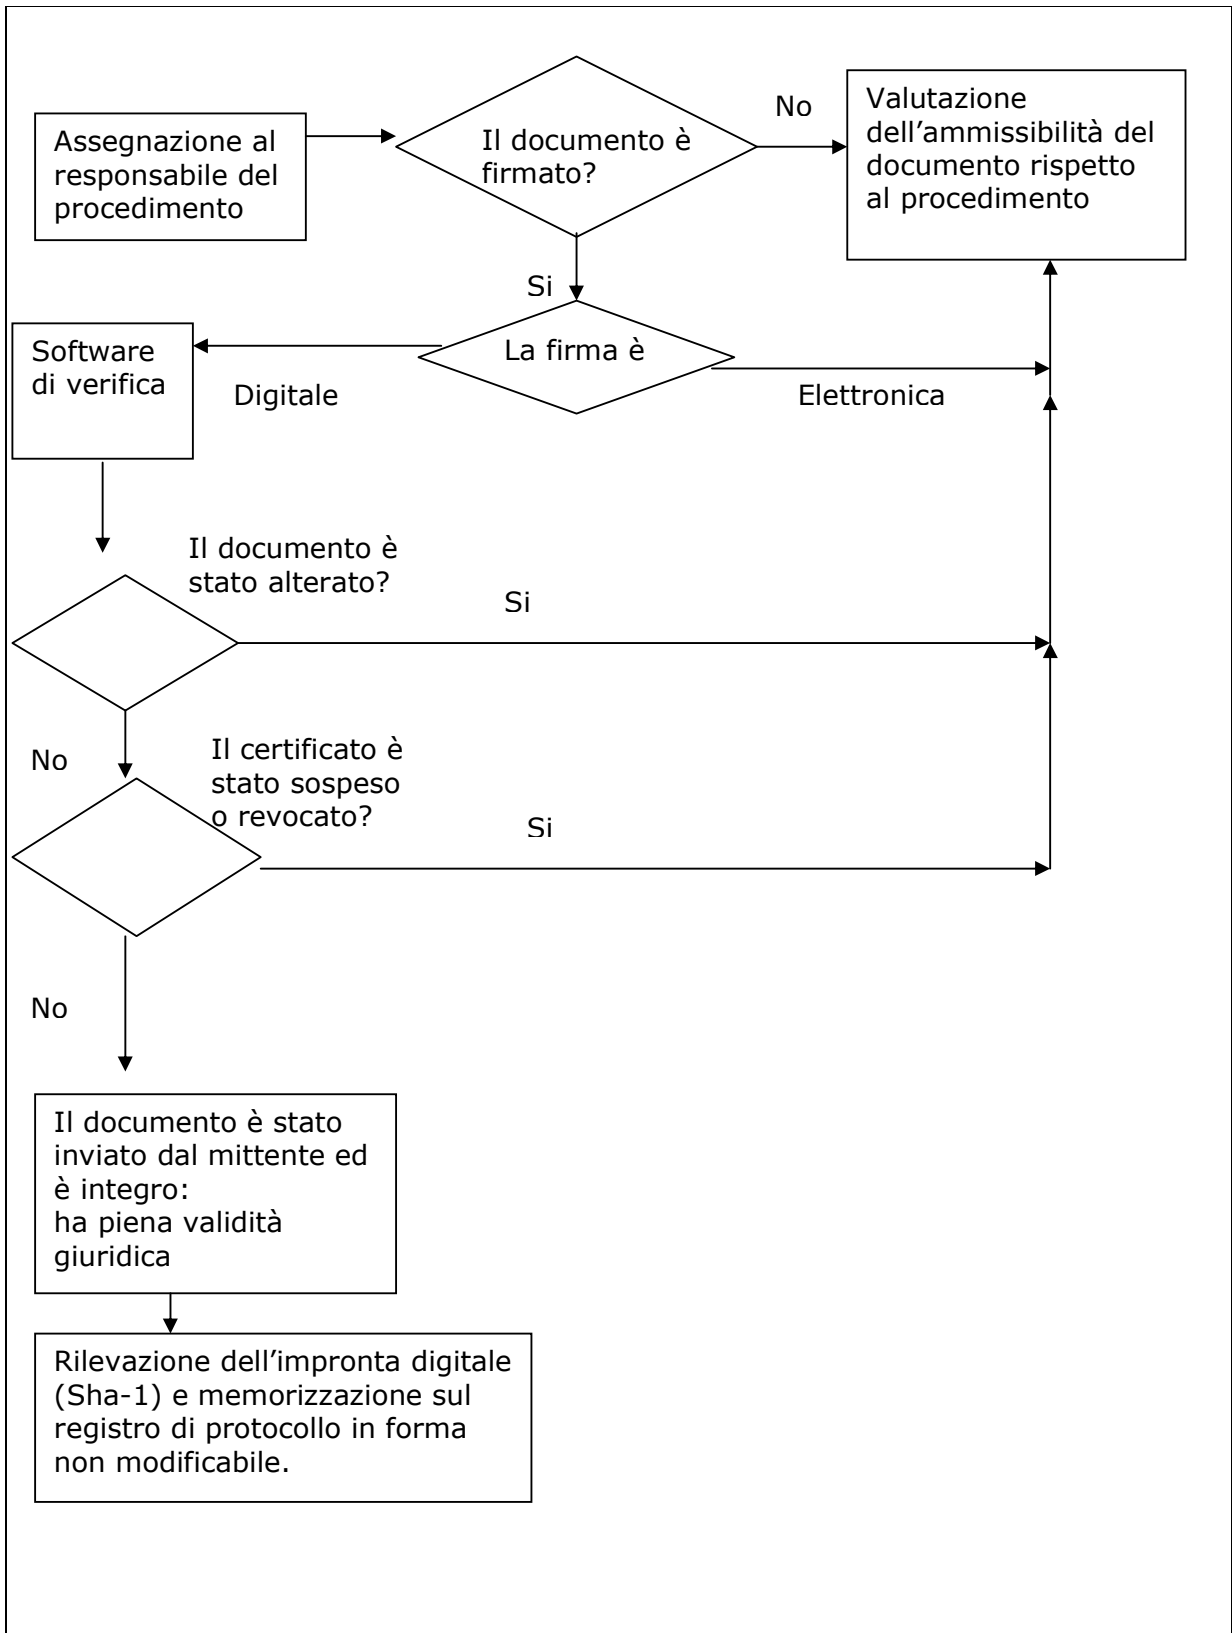 Assegnazione al
responsabile del
procedimento
Il documento è
firmato?
No
Valutazione
dell’ammissibilità del
documento rispetto
al procedimento
Si
La firma è
Software
di verifica
Digitale
Elettronica
Il documento è
stato alterato?
Si
No
Il certificato è
stato sospeso
o revocato?
Si
No
Il documento è stato
inviato dal mittente ed
è integro:
ha piena validità
giuridica
Rilevazione dell’impronta digitale
(Sha-1) e memorizzazione sul
registro di protocollo in forma
non modificabile.